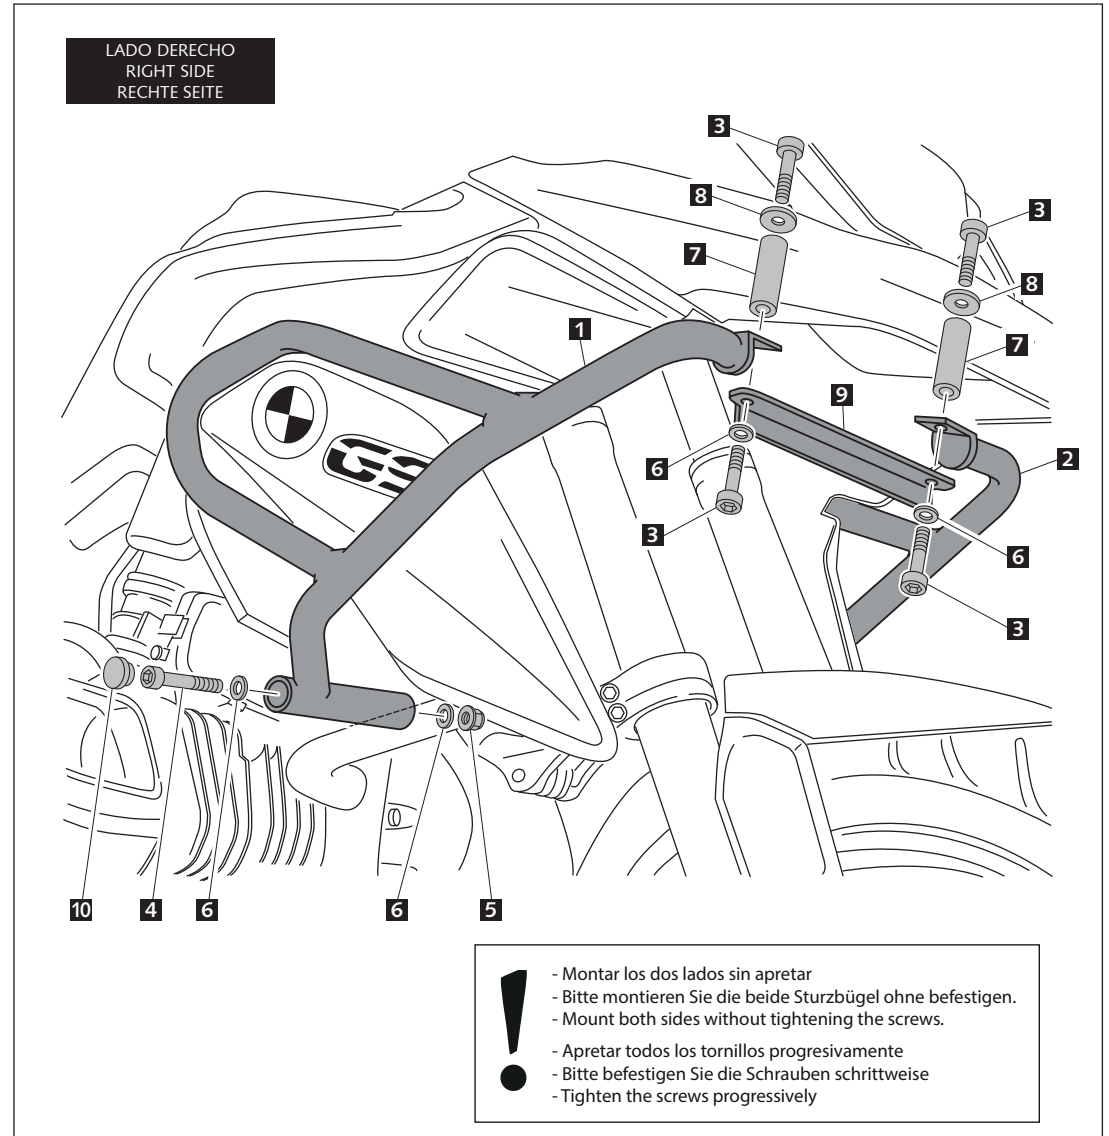 LADO DERECHO
RIGHT SIDE
RECHTE SEITE
3
8
3
7
8
1
7
9
6
2
3
6
3
GS
10
4
6
6
5
- Montar los dos lados sin apretar
- Bitte montieren Sie die beide Sturzbügel ohne befestigen.
- Mount both sides without tightening the screws.
- Apretar todos los tornillos progresivamente
- Bitte befestigen Sie die Schrauben schrittweise
- Tighten the screws progressively